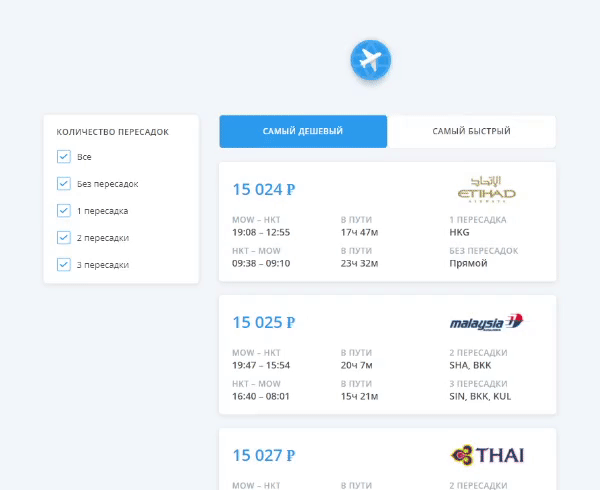 КОЛИЧЕСТВО ПЕРЕСАДОК
Все
Без пересадок
1 пересадка
2 пересадки
3 пересадки
САМЫЙ ДЕШЕВЫЙ
САМЫЙ БЫСТРЫЙ
15 024 Р
الإتحاد
ETIHAD
AIRWAYS
MOW – HKT
В ПУТИ
1 ПЕРЕСАДКА
19:08 – 12:55
17ч 47м
HKG
HKT – MOW
В ПУТИ
БЕЗ ПЕРЕСАДОК
09:38 – 09:10
23ч 32м
Прямой
15 025 Р
malaysia
MOW – HKT
В ПУТИ
2 ПЕРЕСАДКИ
19:47 – 15:54
20ч 7м
SHA, BKK
HKT – MOW
В ПУТИ
3 ПЕРЕСАДКИ
16:40 – 08:01
15ч 21м
SIN, BKK, KUL
15 027 Р
THAI
MOW – HKT
В ПУТИ
2 ПЕРЕСАДКИ